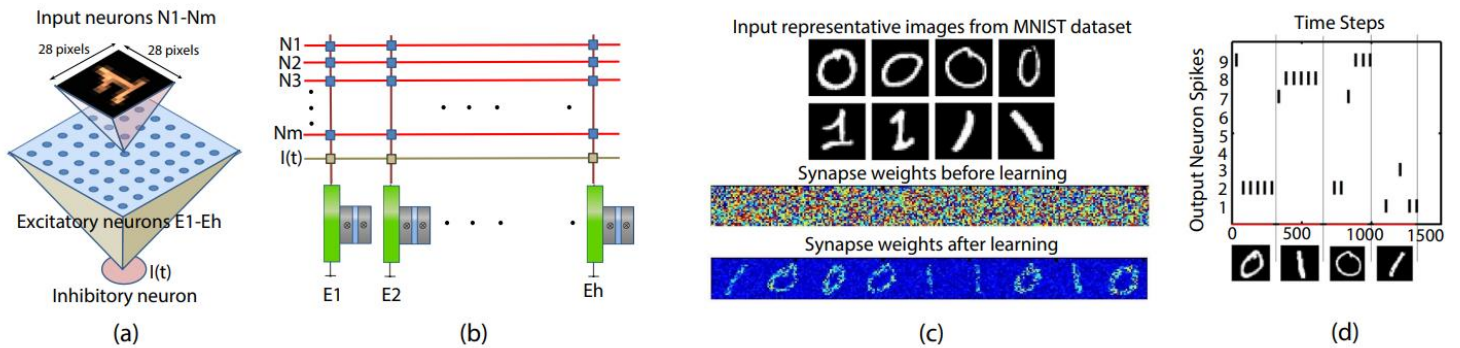 Input neurons N1-Nm
28 pixels
28 pixels
Excitatory neurons E1-Eh
I(t)
Inhibitory neuron
(a)
N1
N2
N3
Nm
I(t)
E1
E2
Eh
(b)
Input representative images from MNIST dataset
Synapse weights before learning
Synapse weights after learning
(c)
Time Steps
Output Neuron Spikes
9
8
7
6
5
4
3
2
1
0
500
1000
1500
(d)